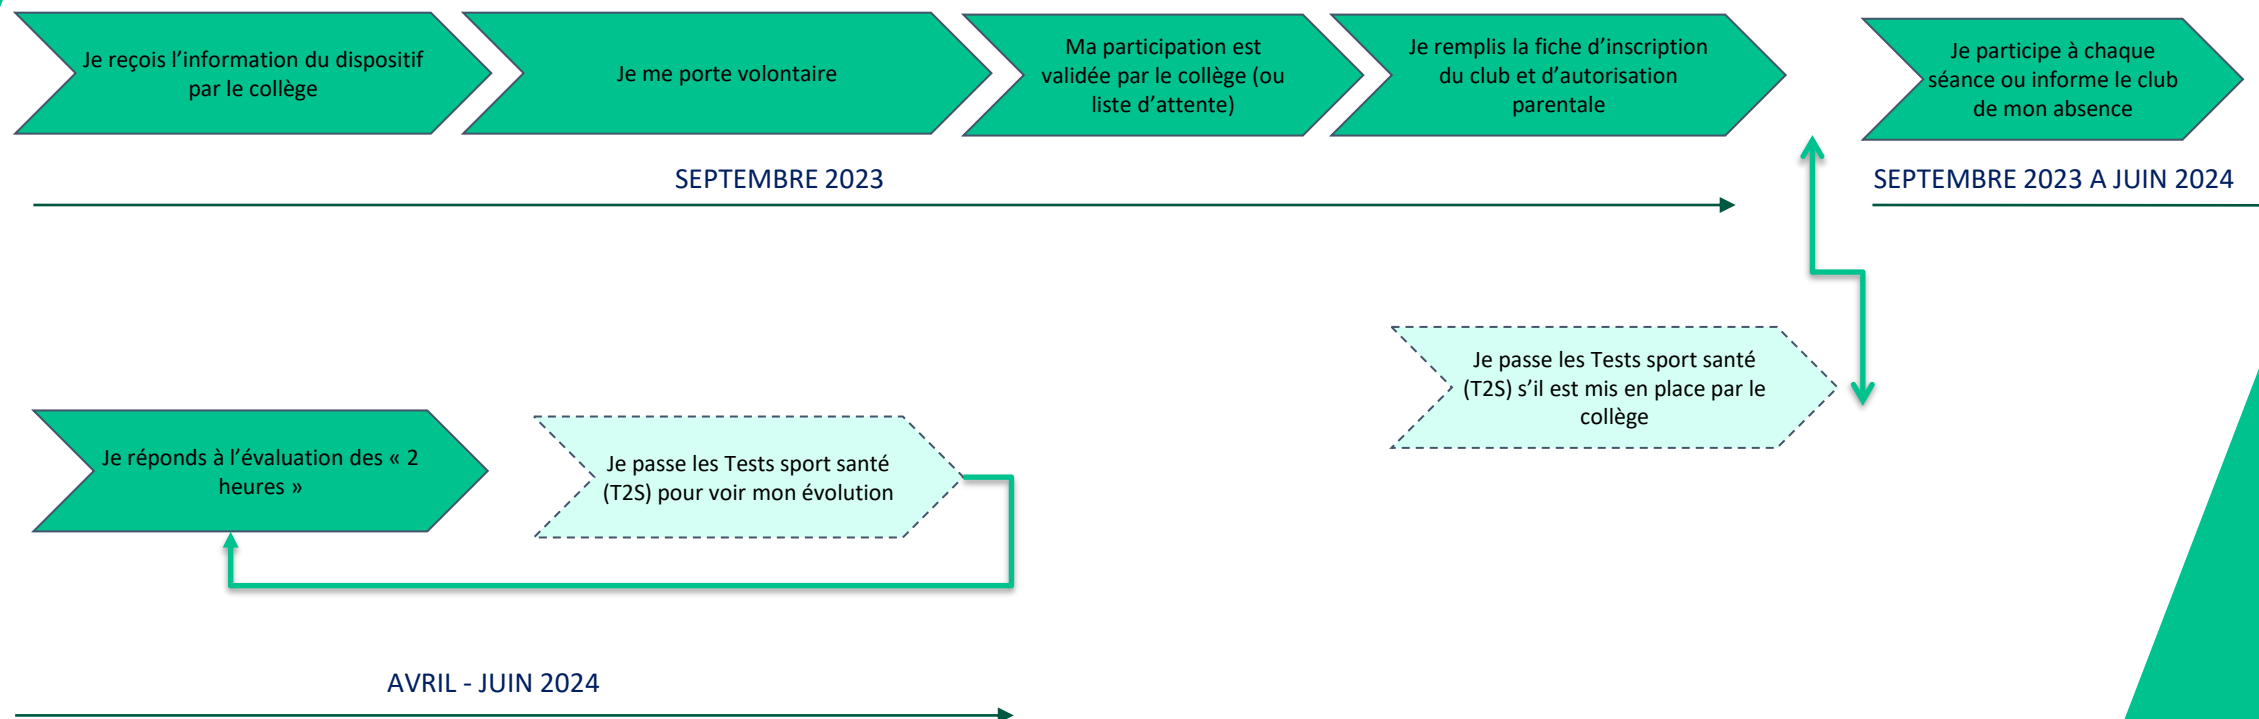 Je reçois l’information du dispositif
par le collège
Je me porte volontaire
Ma participation est
validée par le collège (ou
liste d’attente)
Je remplis la fiche d’inscription
du club et d’autorisation
parentale
Je participe à chaque
séance ou informe le club
de mon absence
SEPTEMBRE 2023
SEPTEMBRE 2023 A JUIN 2024
Je passe les Tests sport santé
(T2S) s’il est mis en place par le
collège
Je réponds à l’évaluation des « 2
heures »
Je passe les Tests sport santé
(T2S) pour voir mon évolution
AVRIL - JUIN 2024